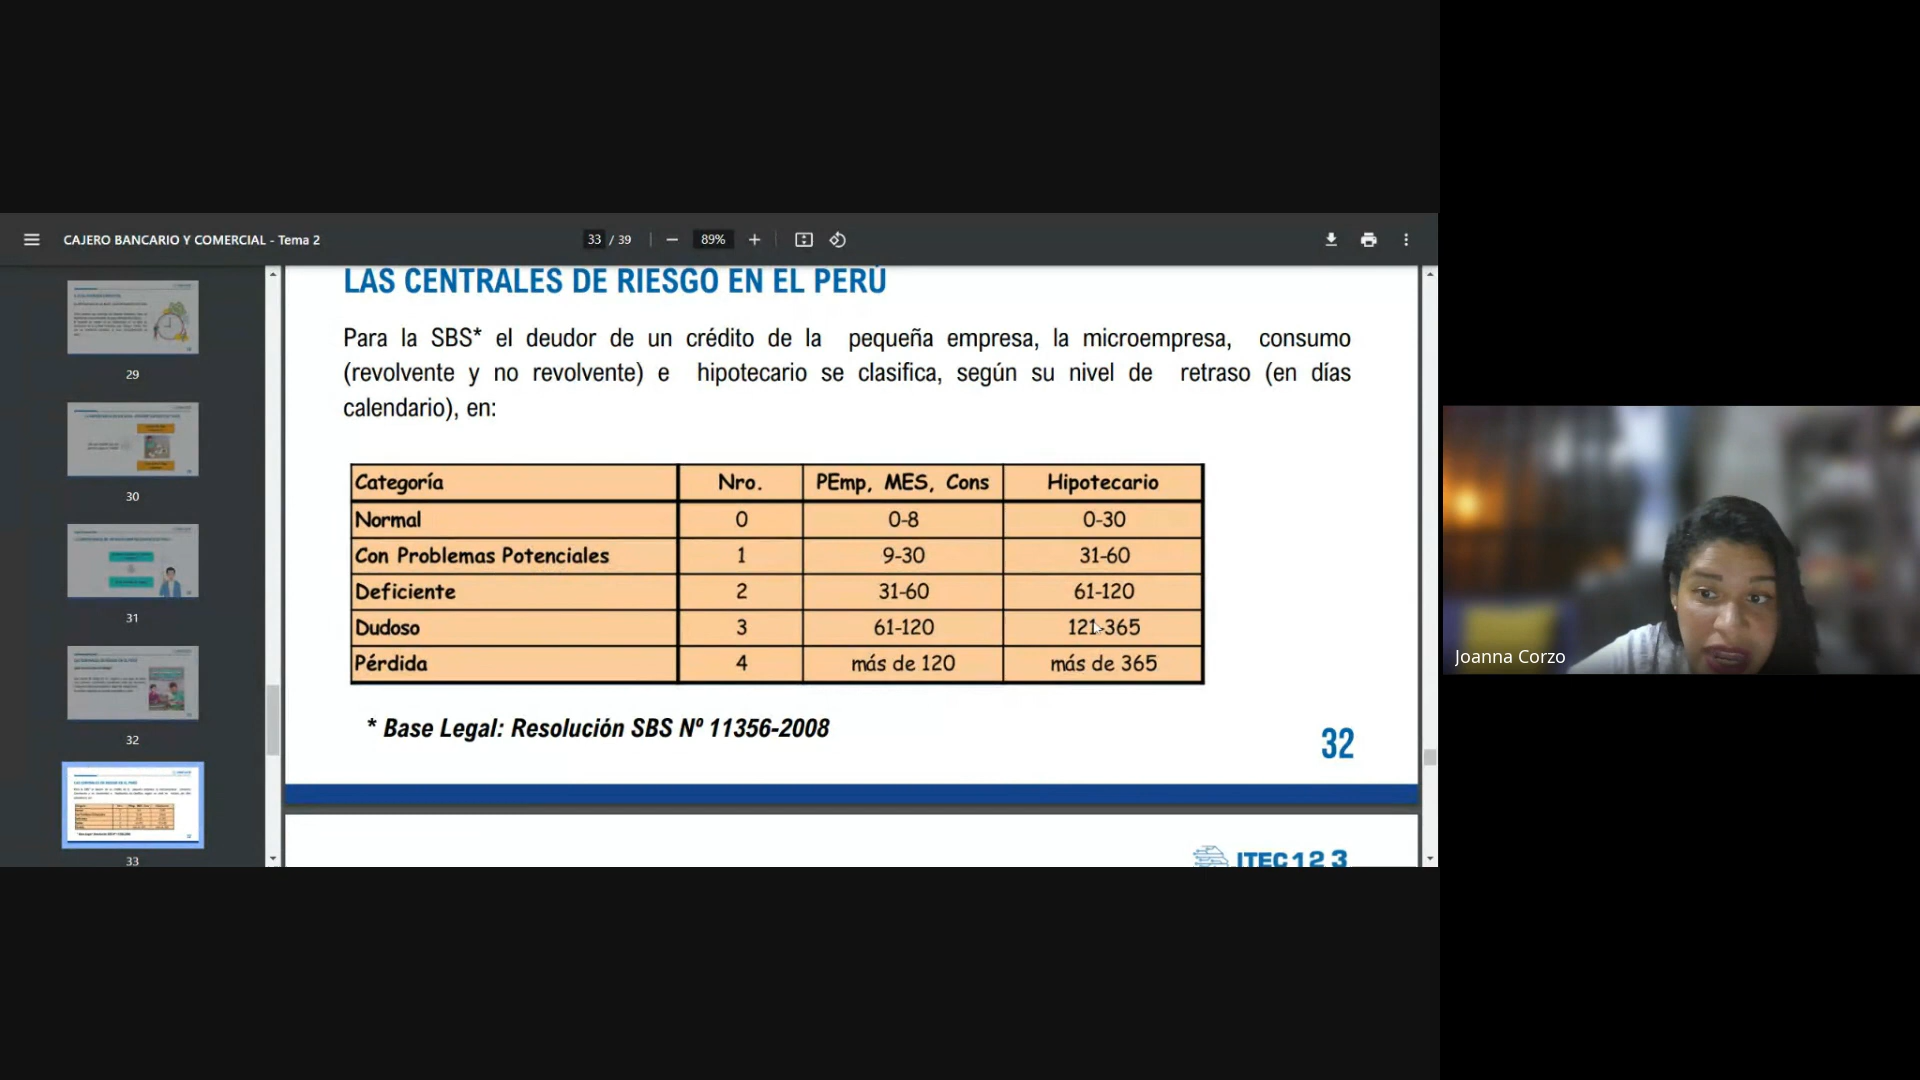 CAJERO BANCARIO Y COMERCIAL - Tema 2
33 / 39
89%
29
30
31
32
33
LAS CENTRALES DE RIESGO EN EL PERÚ
Para la SBS* el deudor de un crédito de la pequeña empresa, la microempresa, consumo
(revolvente y no revolvente) e hipotecario se clasifica, según su nivel de retraso (en días
calendario), en:
Categoría Nro. PEmp, MES, Cons Hipotecario
Normal 0 0-8 0-30
Con Problemas Potenciales 1 9-30 31-60
Deficiente 2 31-60 61-120
Dudoso 3 61-120 121-365
Pérdida 4 más de 120 más de 365
* Base Legal: Resolución SBS Nº 11356-2008
32
ITEC 1 2 3
Joanna Corzo